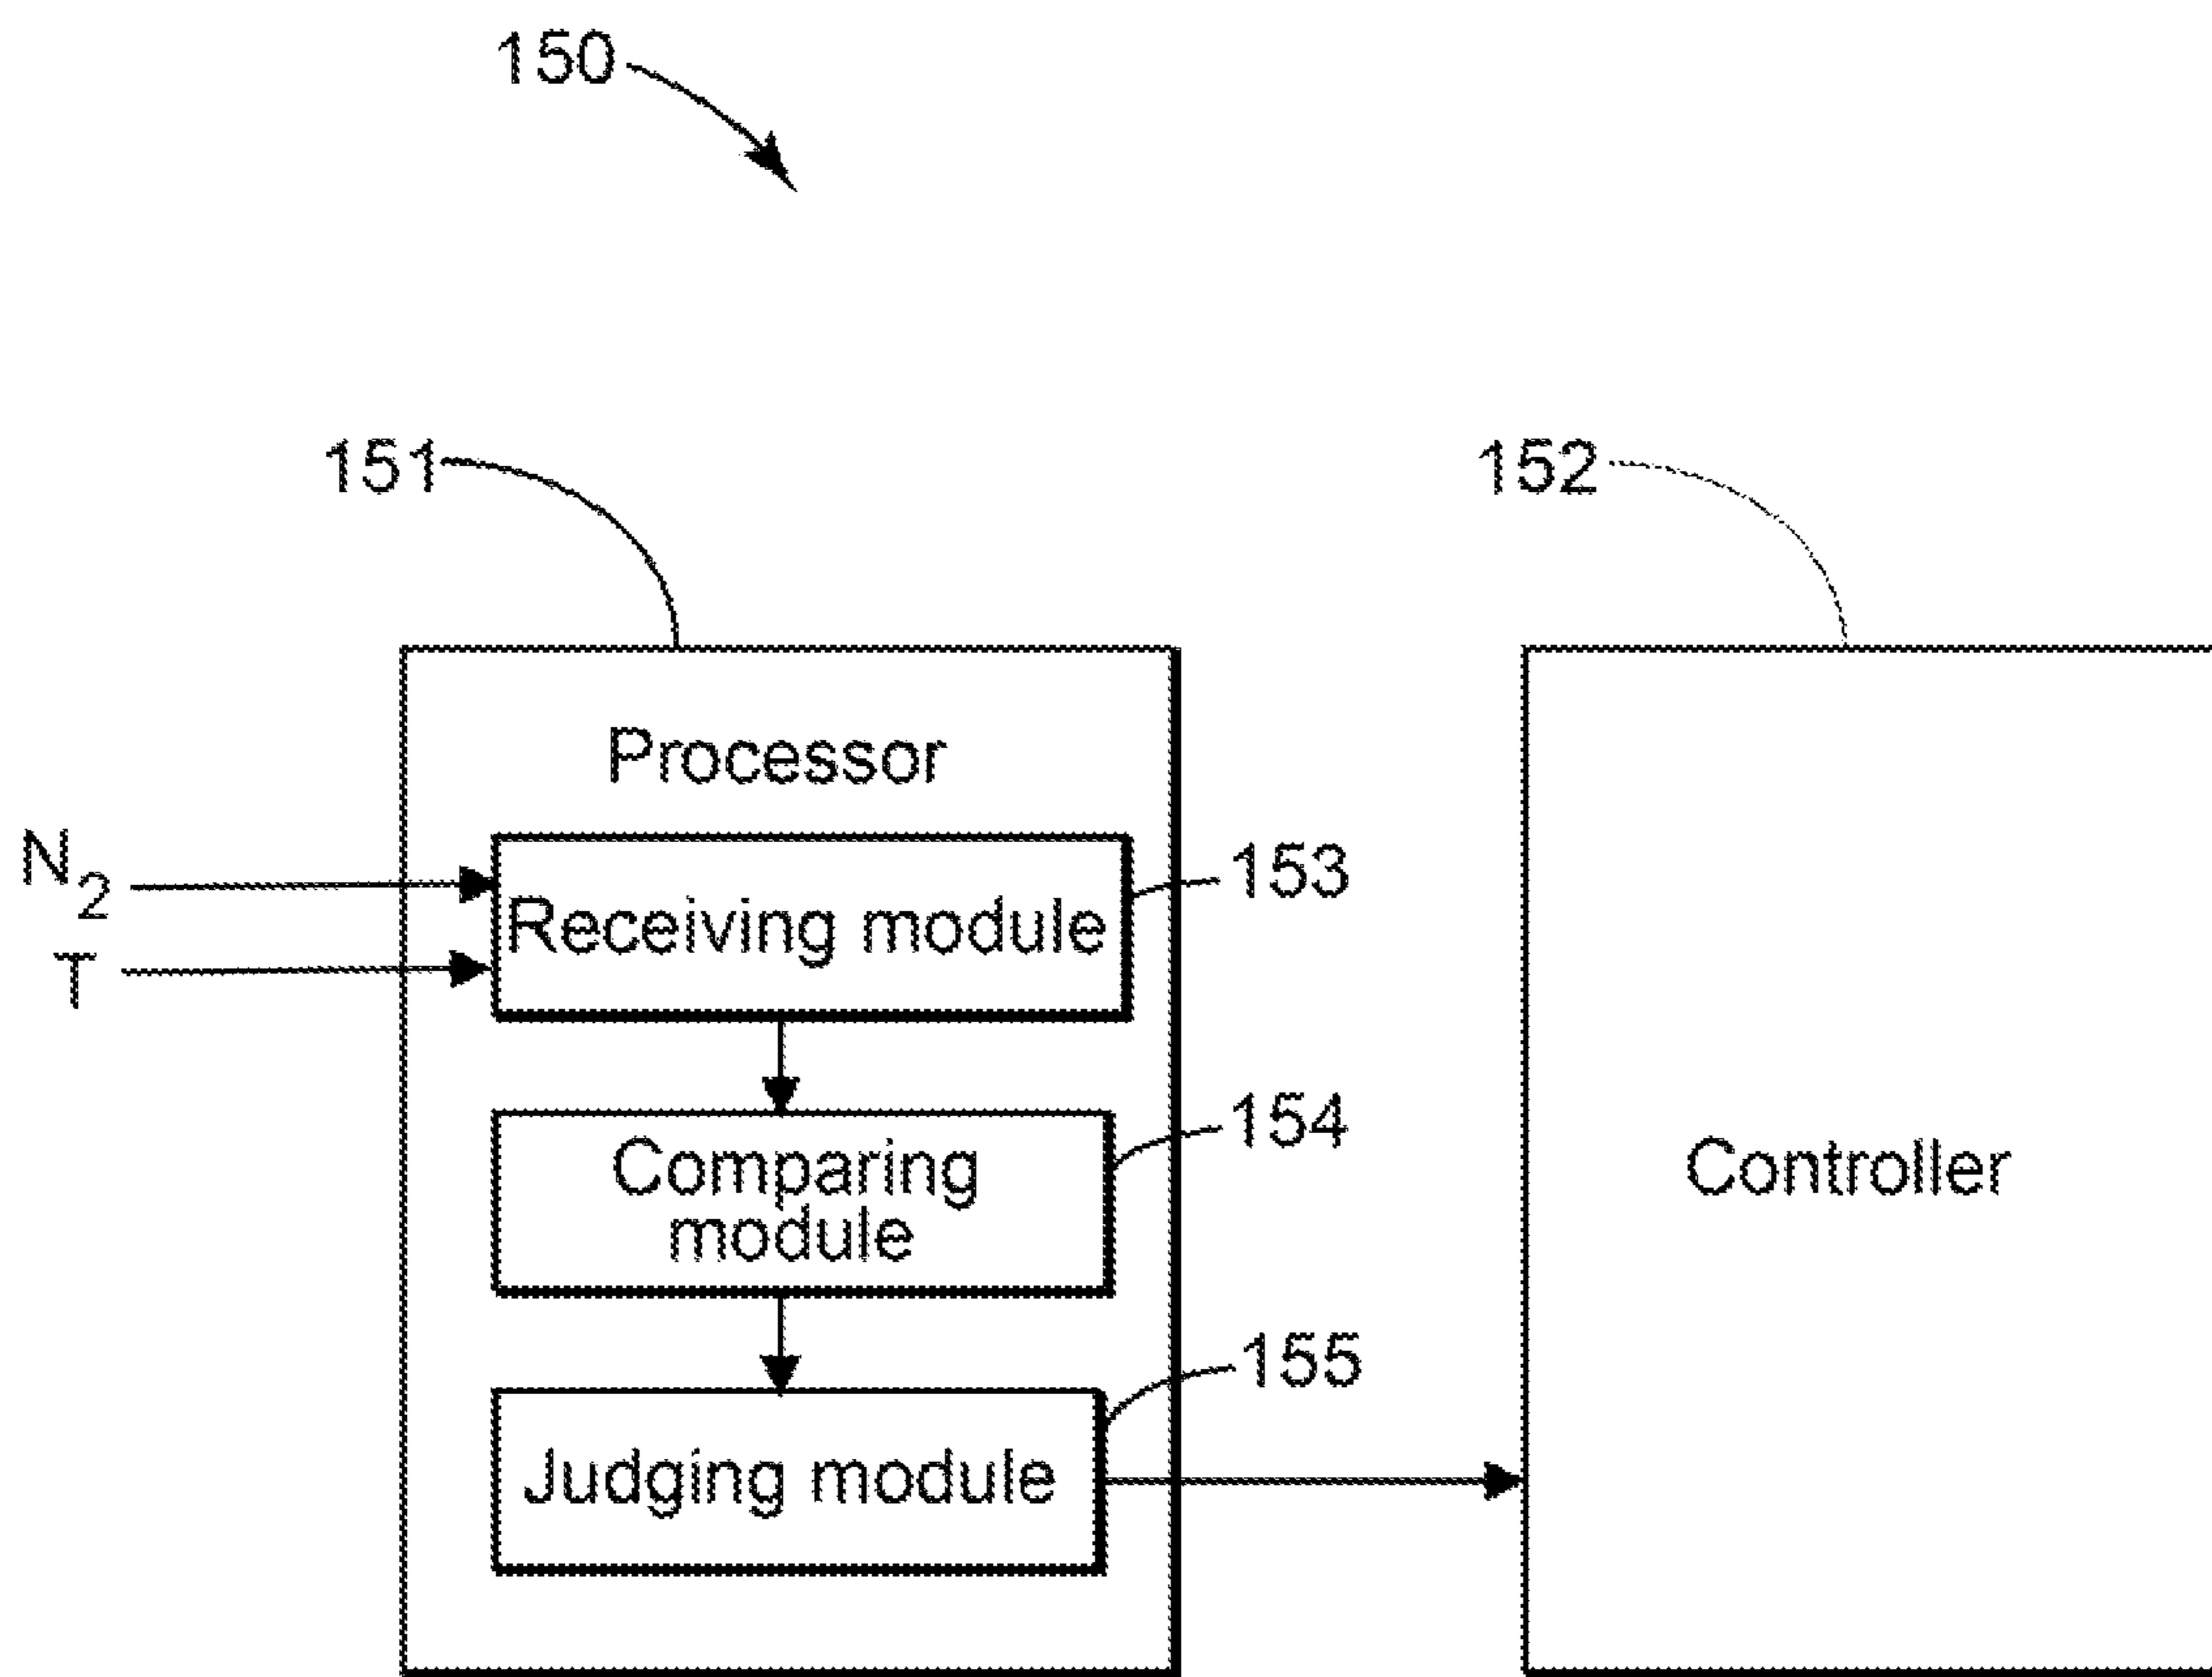 150
151
152
Processor
N2
T
Receiving module
153
Comparing
module
154
Judging module
155
Controller